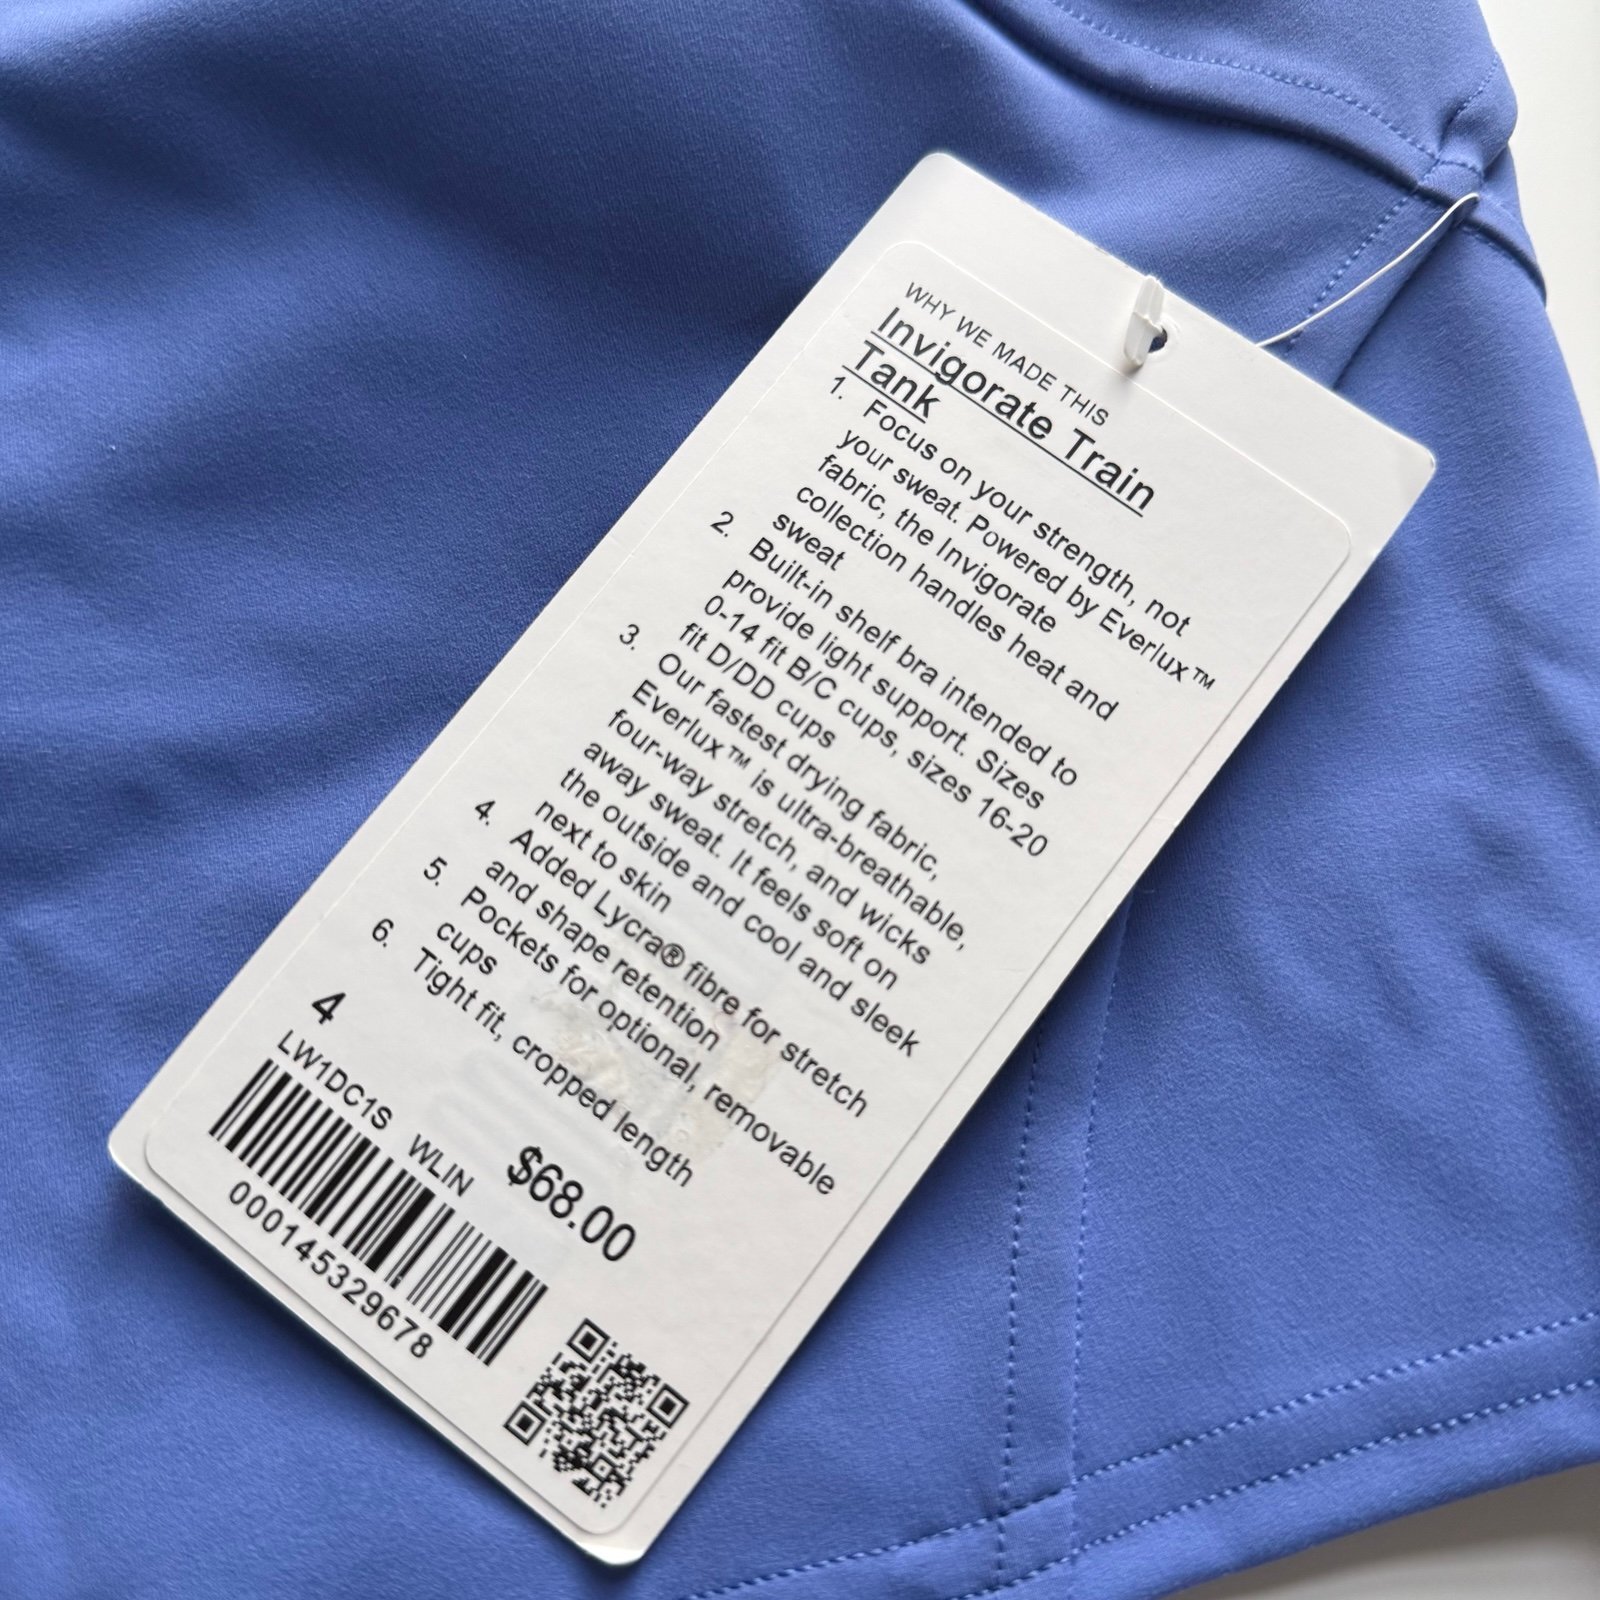 WHY WE MADE THIS
Invigorate Train
Tank
1. Focus on your strength, not
your sweat. Powered by Everlux™
fabric, the Invigorate
collection handles heat and
sweat
2. Built-in shelf bra intended to
provide light support. Sizes
0-14 fit B/C cups, sizes 16-20
fit D/DD cups
3. Our fastest drying fabric,
Everlux™ is ultra-breathable,
four-way stretch, and wicks
away sweat. It feels soft on
the outside and cool and sleek
next to skin
4. Added Lycra® fibre for stretch
and shape retention
5. Pockets for optional, removable
cups
6. Tight fit, cropped length
4
LW1DC1S WLIN
$68.00
000145329678